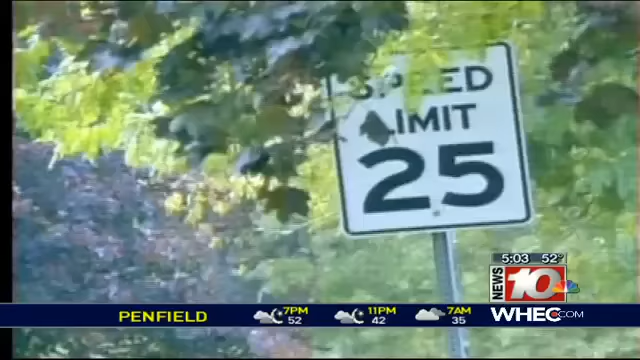 SPEED
LIMIT
25
5:03 52°
NEWS 10
PENFIELD 7PM 52 11PM 42 7AM 35 WHEC.COM